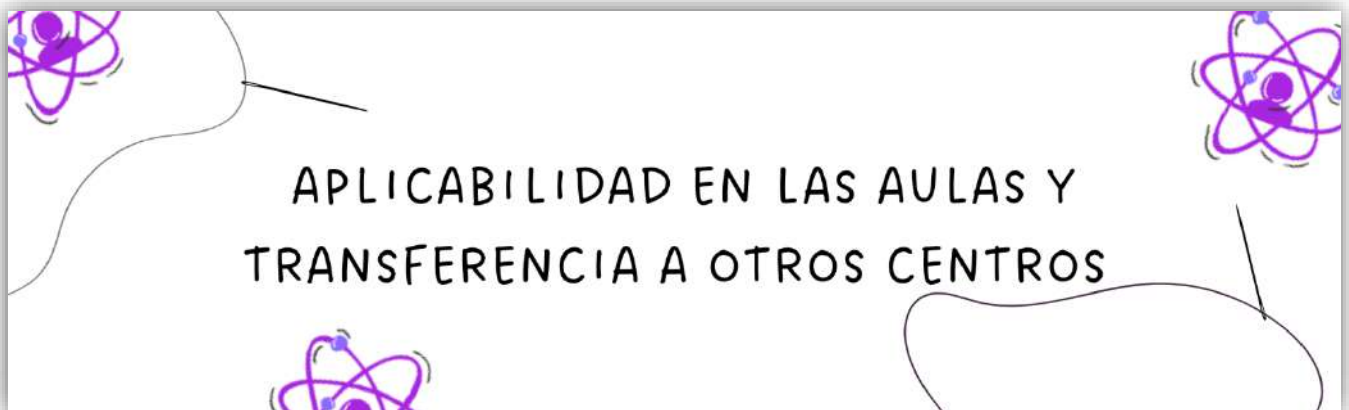 APLICABILIDAD EN LAS AULAS Y
TRANSFERENCIA A OTROS CENTROS